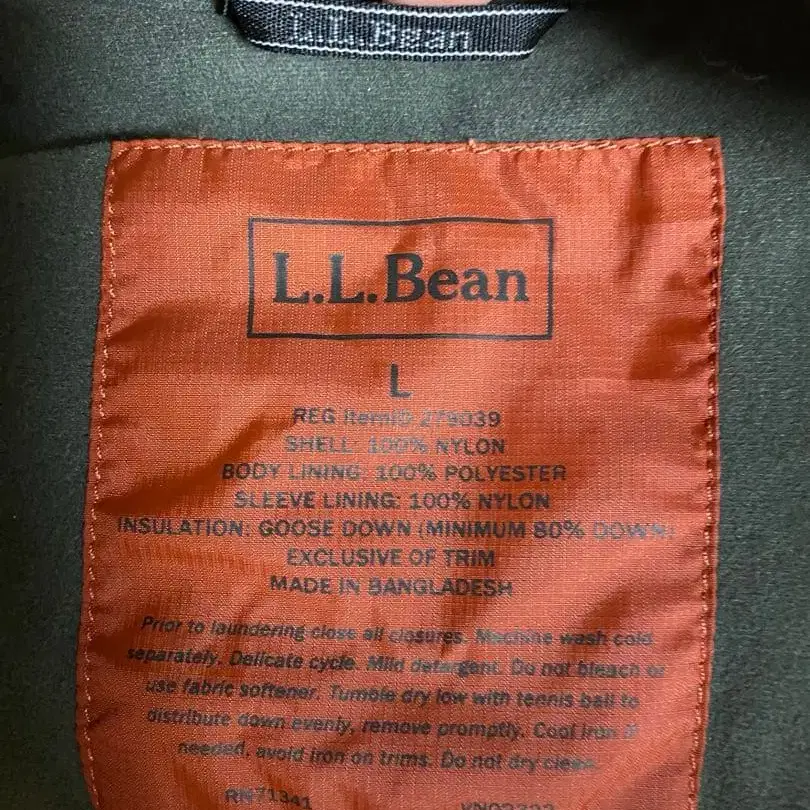 L.L.Bean
L.L.Bean
L
REG Item® 279039
SHELL: 100% NYLON
BODY LINING: 100% POLYESTER
SLEEVE LINING: 100% NYLON
INSULATION: GOOSE DOWN (MINIMUM 80% DOWN)
EXCLUSIVE OF TRIM
MADE IN BANGLADESH
Prior to laundering close all closures. Machine wash cold
separately. Delicate cycle. Mild detergent. Do not bleach or
use fabric softener. Tumble dry low with tennis ball to
distribute down evenly, remove promptly. Cool iron if
needed, avoid iron on trims. Do not dry clean.
RN71341